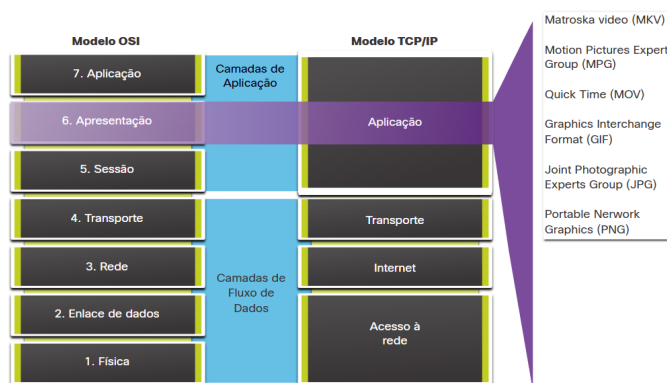 Modelo OSI
Modelo TCP/IP
7. Aplicação
6. Apresentação
5. Sessão
4. Transporte
3. Rede
2. Enlace de dados
1. Física
Camadas de
Aplicação
Camadas de
Fluxo de
Dados
Aplicação
Transporte
Internet
Acesso à
rede
Matroska video (MKV)
Motion Pictures Expert
Group (MPG)
Quick Time (MOV)
Graphics Interchange
Format (GIF)
Joint Photographic
Experts Group (JPG)
Portable Nerwork
Graphics (PNG)